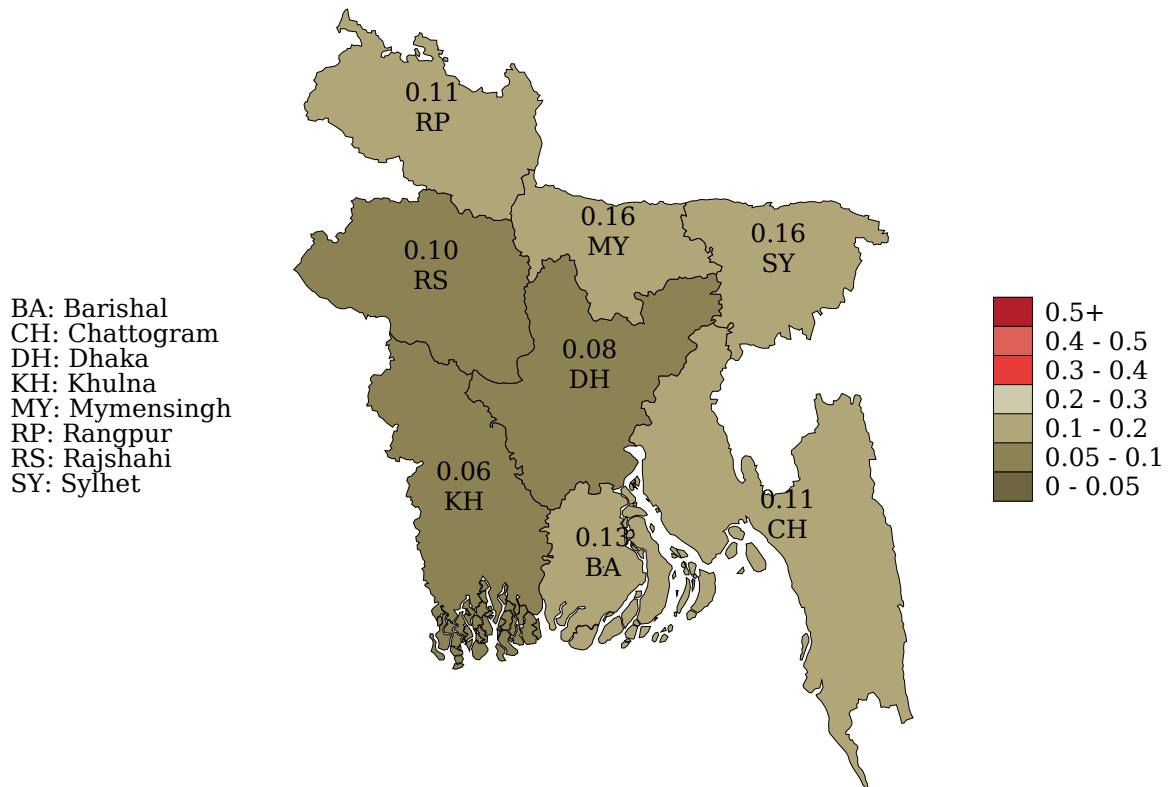 0.11
RP
0.16
MY
0.16
SY
0.10
RS
0.08
DH
0.06
KH
0.13
BA
0.11
CH
BA: Barishal
CH: Chattogram
DH: Dhaka
KH: Khulna
MY: Mymensingh
RP: Rangpur
RS: Rajshahi
SY: Sylhet
0.5+
0.4 - 0.5
0.3 - 0.4
0.2 - 0.3
0.1 - 0.2
0.05 - 0.1
0 - 0.05